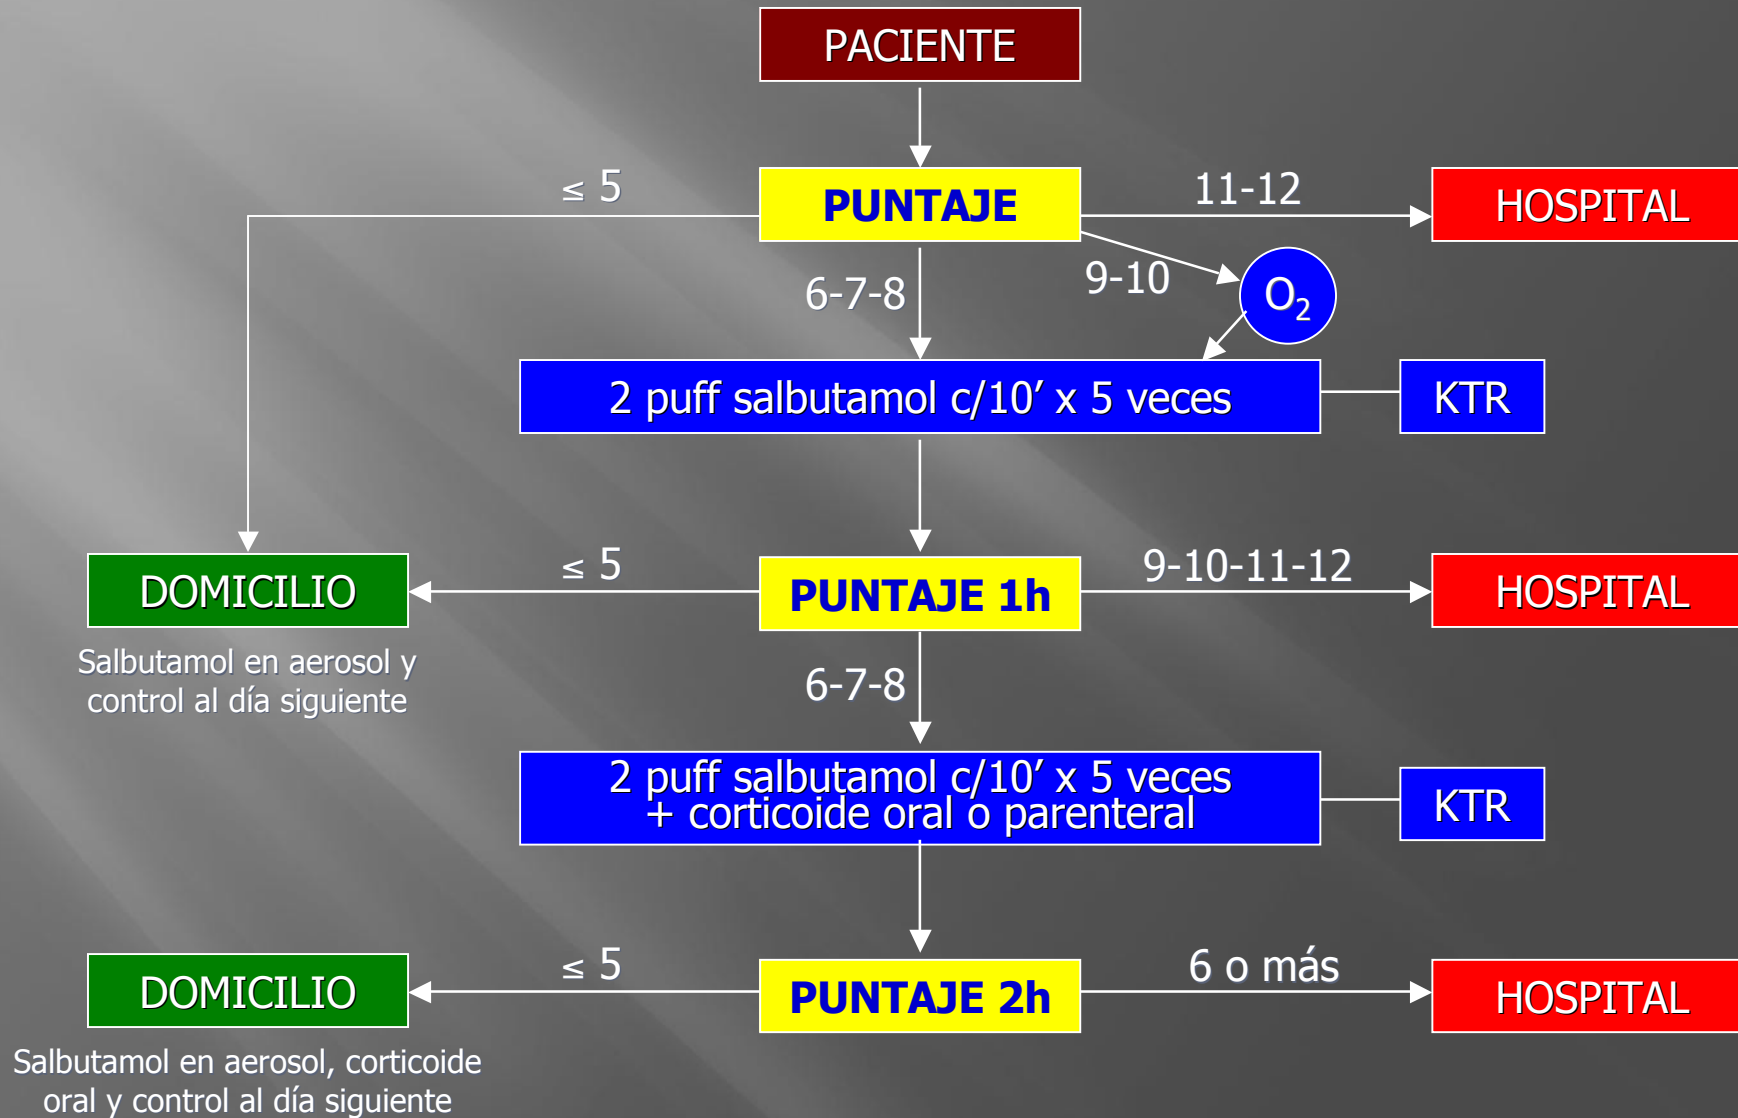 PACIENTE
≤ 5
PUNTAJE
11-12
HOSPITAL
6-7-8
9-10
O₂
2 puff salbutamol c/10’ x 5 veces
KTR
DOMICILIO
≤ 5
PUNTAJE 1h
9-10-11-12
HOSPITAL
Salbutamol en aerosol y
control al día siguiente
6-7-8
2 puff salbutamol c/10’ x 5 veces
+ corticoide oral o parenteral
KTR
DOMICILIO
≤ 5
PUNTAJE 2h
6 o más
HOSPITAL
Salbutamol en aerosol, corticoide
oral y control al día siguiente